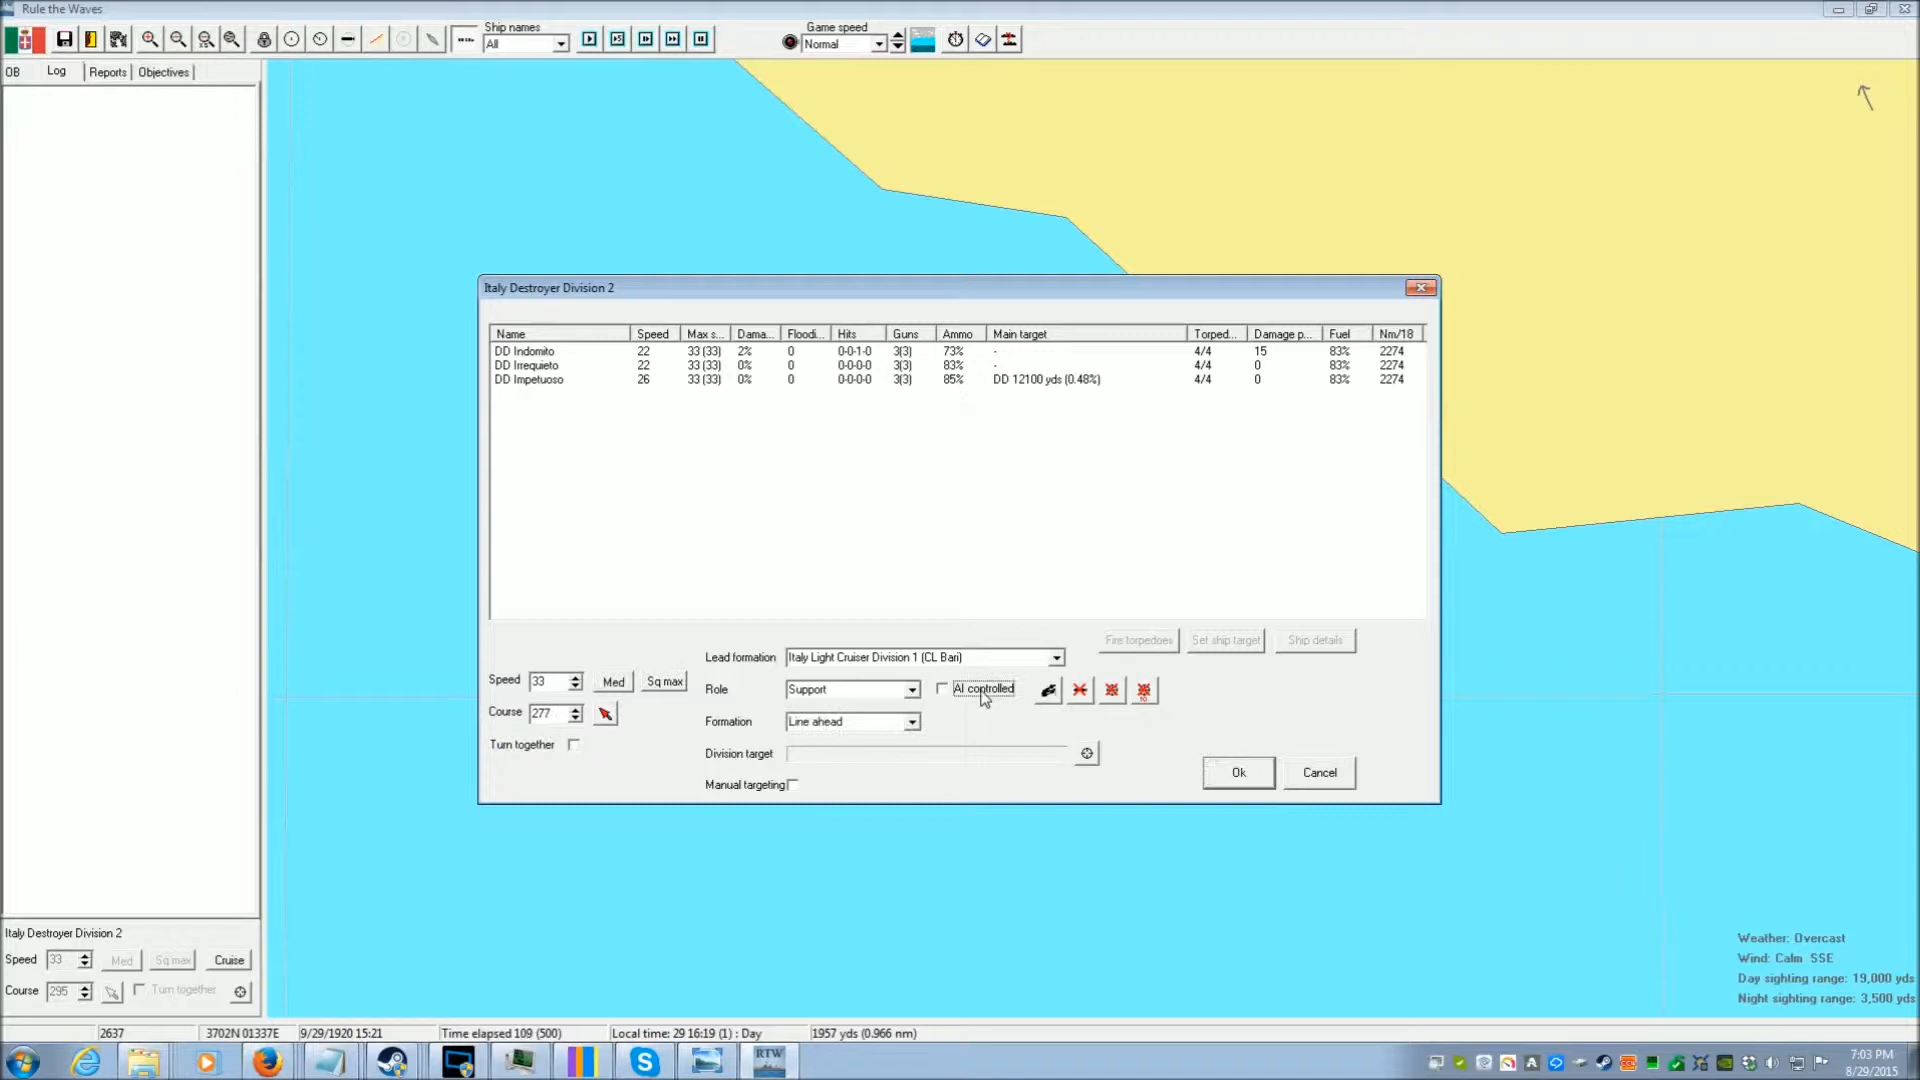 Rule the Waves
Ship names
All
Game speed
Normal
OB Log Reports Objectives
Italy Destroyer Division 2
Name Speed Max s... Dama... Floodi... Hits Guns Ammo Main target Torped... Damage p... Fuel Nm/18
DD Indomito 22 33 (33) 2% 0 0-0-1-0 3(3) 73% - 4/4 15 83% 2274
DD Irrequieto 22 33 (33) 0% 0 0-0-0-0 3(3) 83% - 4/4 0 83% 2274
DD Impetuoso 26 33 (33) 0% 0 0-0-0-0 3(3) 85% DD 12100 yds (0.48%) 4/4 0 83% 2274
Fire torpedoes Set ship target Ship details
Lead formation Italy Light Cruiser Division 1 (CL Bari)
Speed 33 Med Sq max
Role Support AI controlled
Course 277
Formation Line ahead
Turn together
Division target
Manual targeting
Ok Cancel
Italy Destroyer Division 2
Speed 33 Med Sq max Cruise
Course 295 Turn together
Weather: Overcast
Wind: Calm SSE
Day sighting range: 19,000 yds
Night sighting range: 3,500 yds
2637 3702N 01337E 9/29/1920 15:21 Time elapsed 109 (500) Local time: 29 16:19 (1) : Day 1957 yds (0.966 nm)
RTW
7:03 PM
8/29/2015